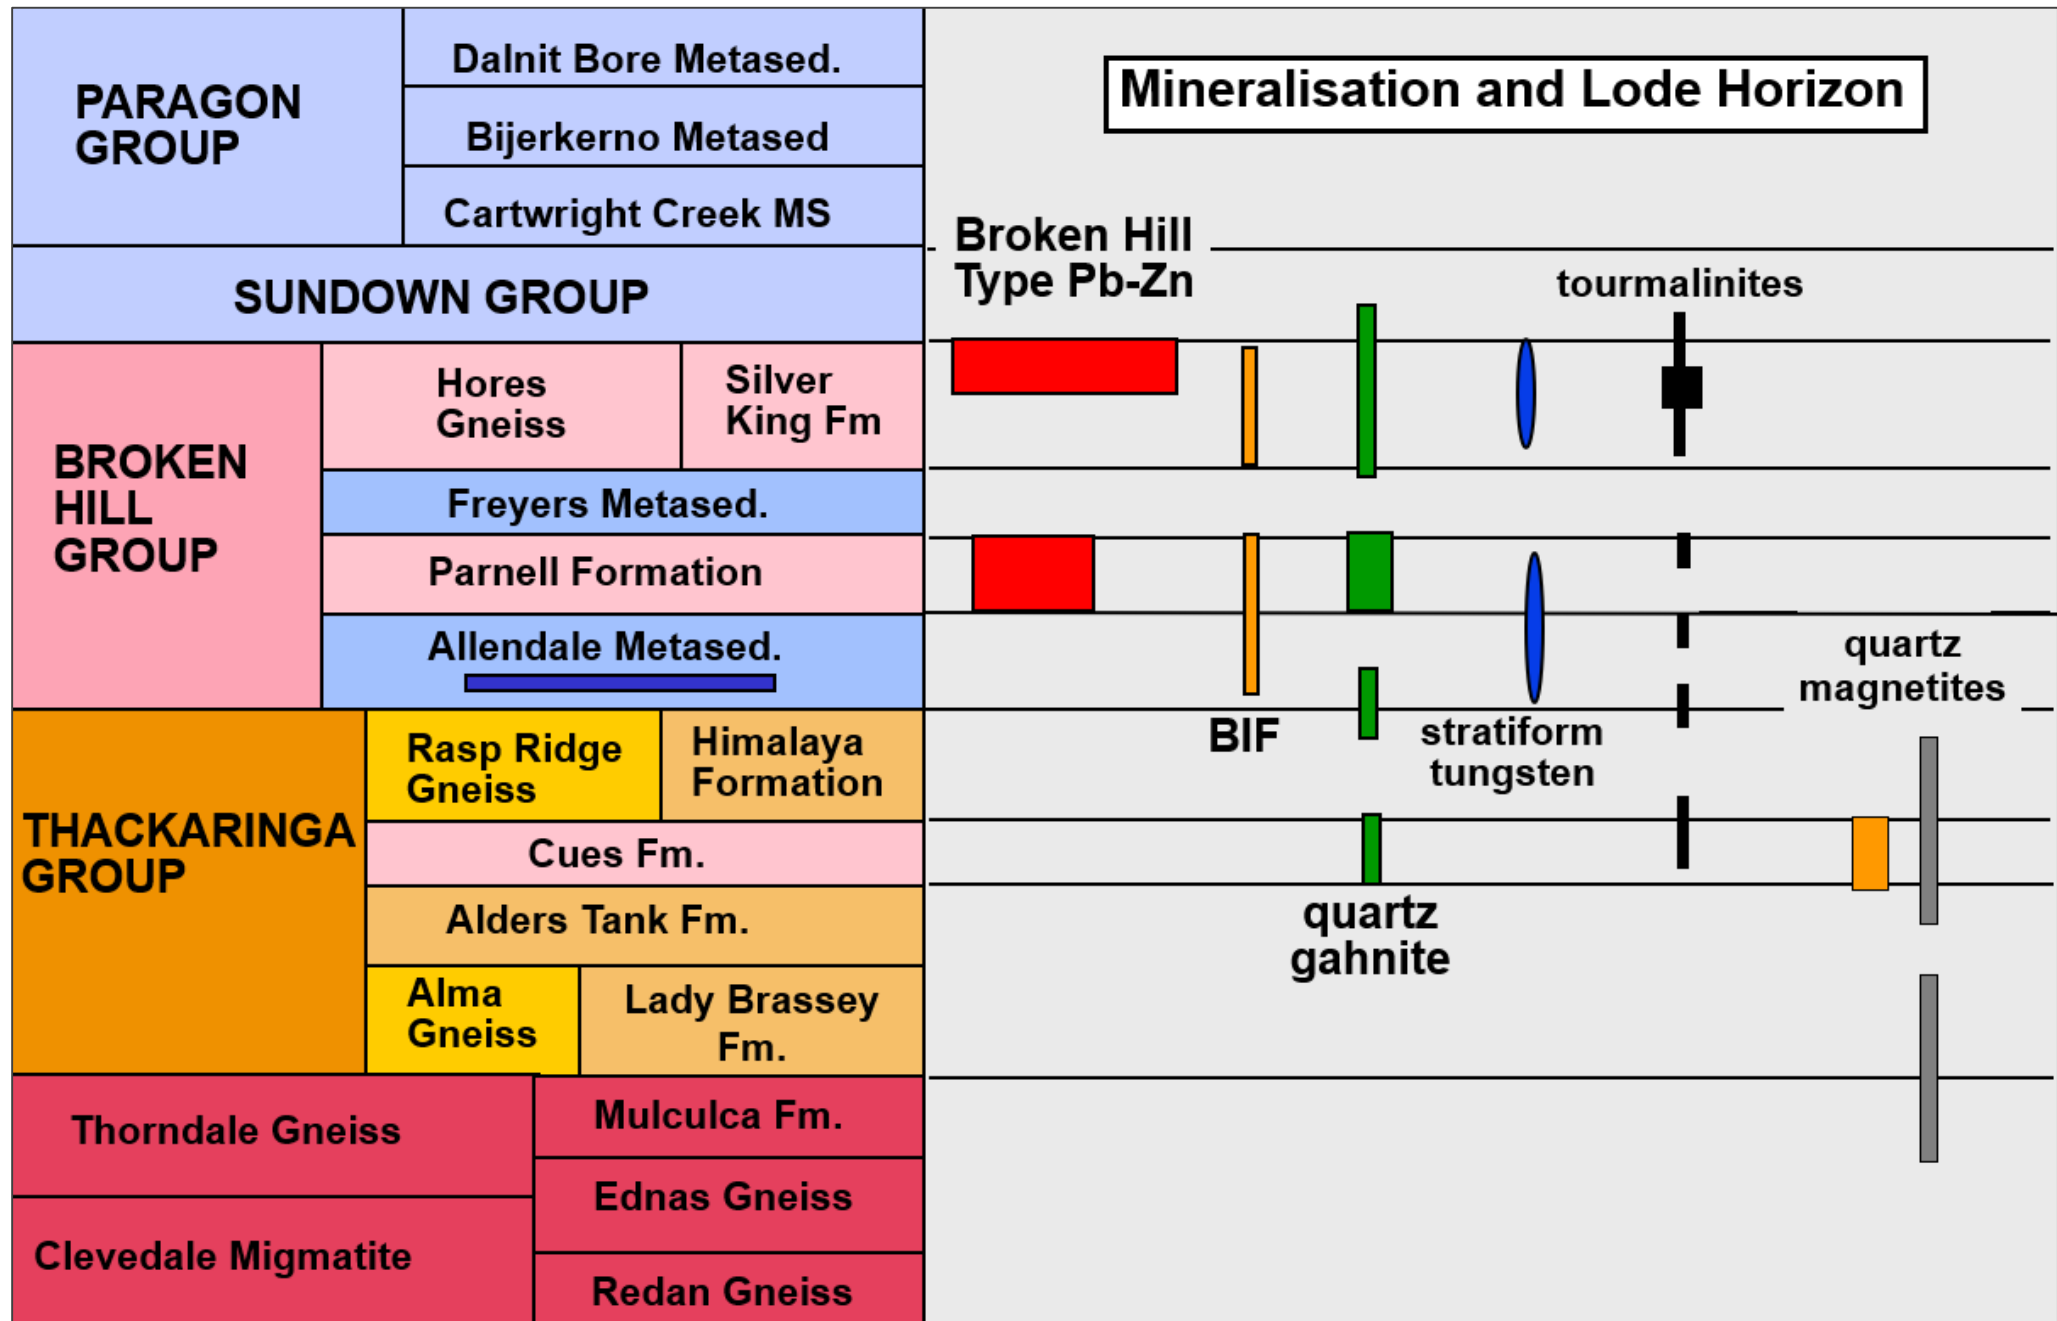 PARAGON
GROUP
Dalnit Bore Metased.
Bijerkerno Metased
Cartwright Creek MS
SUNDOWN GROUP
BROKEN
HILL
GROUP
Hores
Gneiss
Silver
King Fm
Freyers Metased.
Parnell Formation
Allendale Metased.
THACKARINGA
GROUP
Rasp Ridge
Gneiss
Himalaya
Formation
Cues Fm.
Alders Tank Fm.
Alma
Gneiss
Lady Brassey
Fm.
Thorndale Gneiss
Clevedale Migmatite
Mulculca Fm.
Ednas Gneiss
Redan Gneiss
Mineralisation and Lode Horizon
Broken Hill
Type Pb-Zn
tourmalinites
BIF
stratiform
tungsten
quartz
magnetites
quartz
gahnite